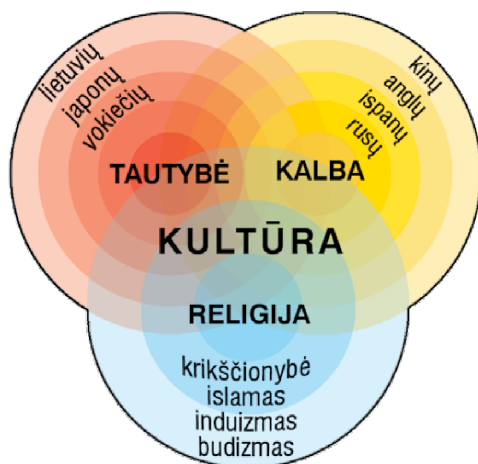 lietuvių
japonų
vokiečių
kinų
anglų
ispanų
rusų
TAUTYBĖ
KALBA
KULTŪRA
RELIGIJA
krikščionybė
islamas
induizmas
budizmas